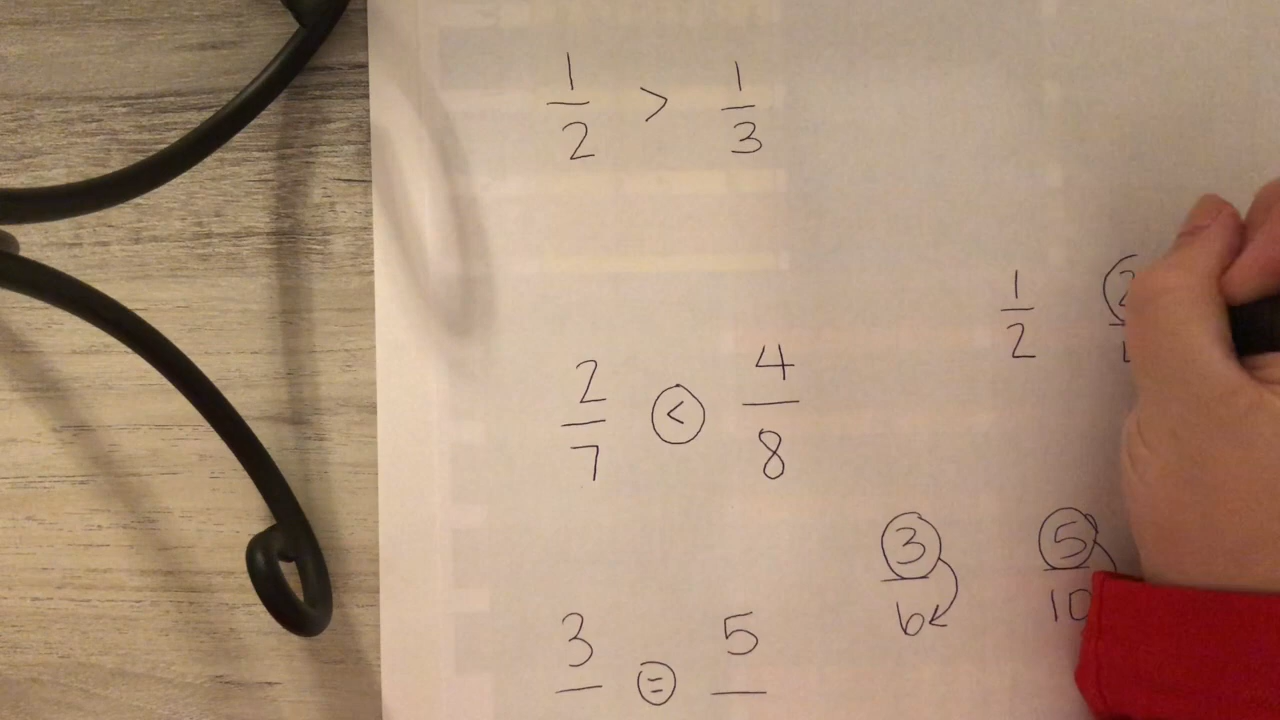 1/2 > 1/3
1/2
2/7 < 4/8
3/6 5/10
3 = 5